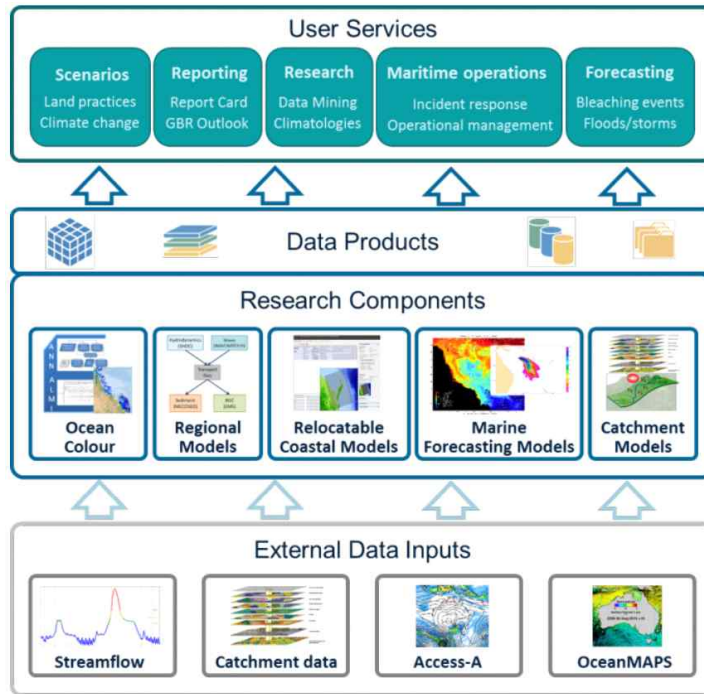 User Services
Scenarios
Land practices
Climate change
Reporting
Report Card
GBR Outlook
Research
Data Mining
Climatologies
Maritime operations
Incident response
Operational management
Forecasting
Bleaching events
Floods/storms
Data Products
Research Components
Ocean
Colour
Regional
Models
Relocatable
Coastal Models
Marine
Forecasting Models
Catchment
Models
External Data Inputs
Streamflow
Catchment data
Access-A
OceanMAPS